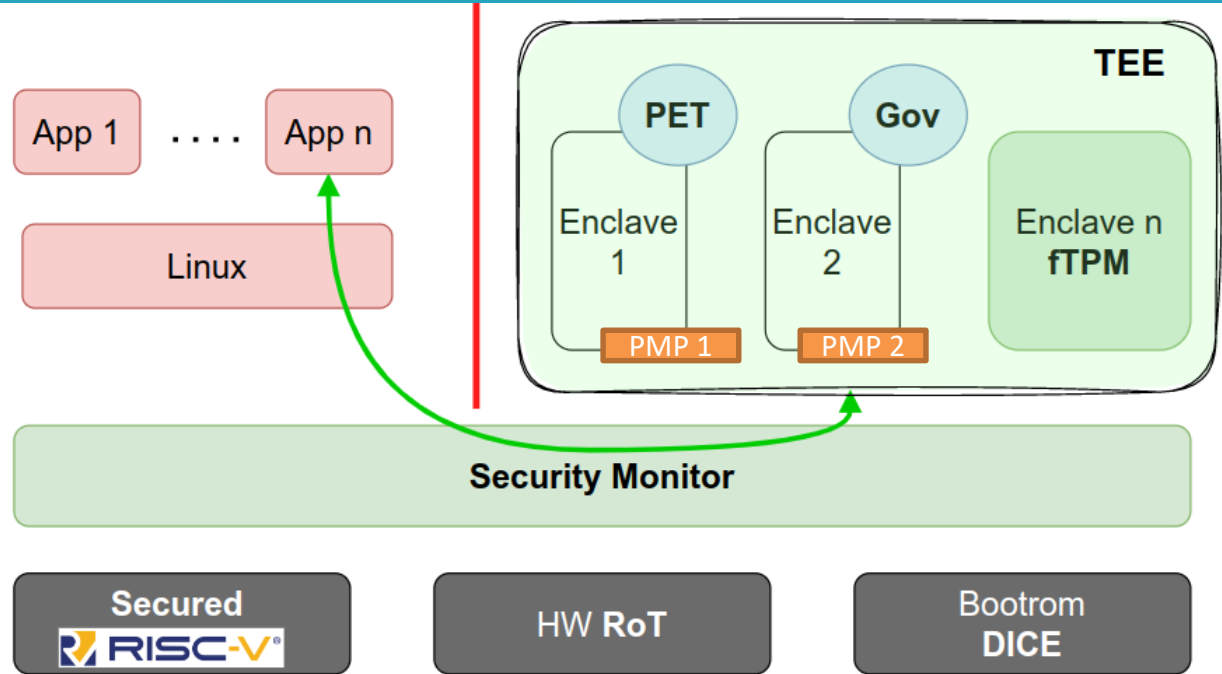 TEE
PET
Gov
App 1
. . . .
App n
Enclave
1
Enclave
2
Enclave n
fTPM
Linux
PMP 1
PMP 2
Security Monitor
Secured
RISC-V®
HW RoT
Bootrom
DICE